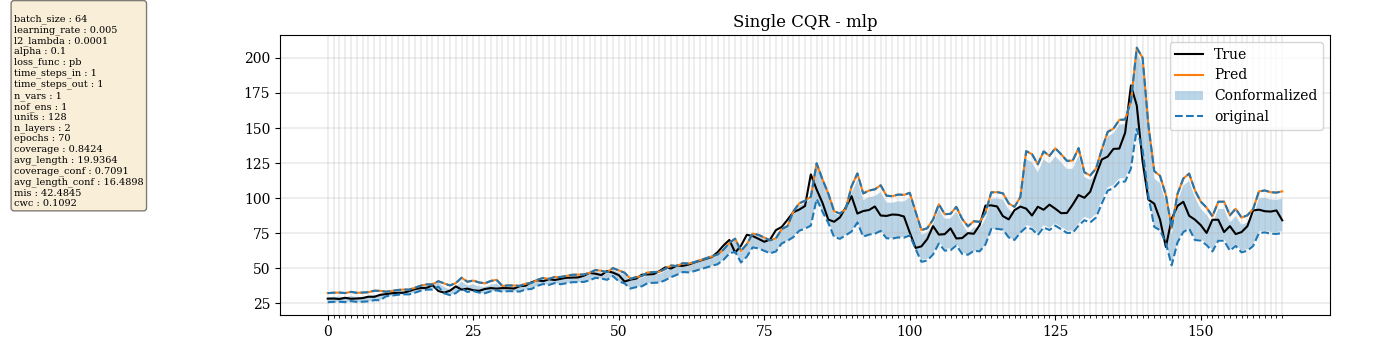 batch_size : 64
learning_rate : 0.005
l2_lambda : 0.0001
alpha : 0.1
loss_func : pb
time_steps_in : 1
time_steps_out : 1
n_vars : 1
nof_ens : 1
units : 128
n_layers : 2
epochs : 70
coverage : 0.8424
avg_length : 19.9364
coverage_conf : 0.7091
avg_length_conf : 16.4898
mis : 42.4845
cwc : 0.1092
Single CQR - mlp
200
175
150
125
100
75
50
25
True
Pred
Conformalized
original
0 25 50 75 100 125 150